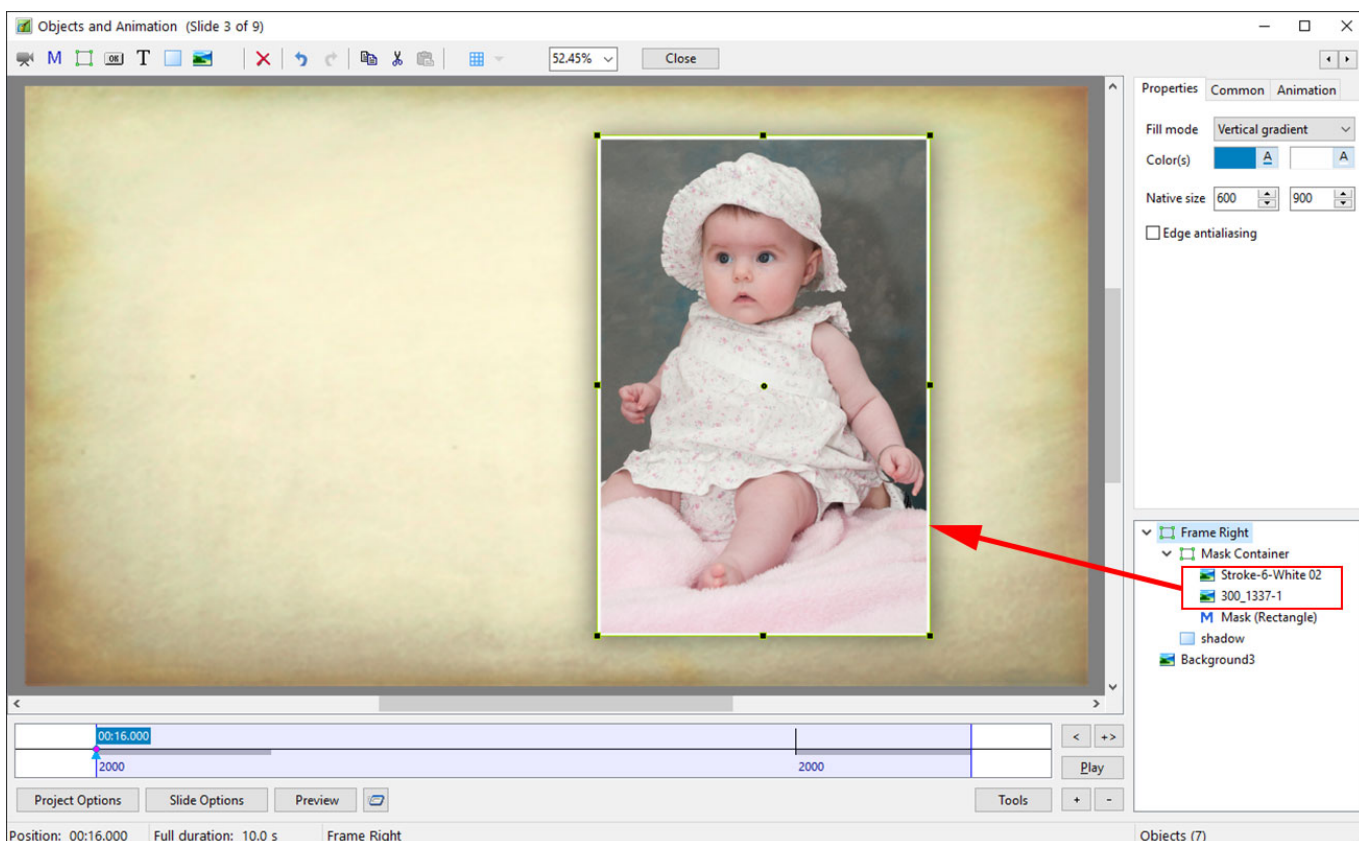 Objects and Animation (Slide 3 of 9)
M OK T 52.45% Close
Properties Common Animation
Fill mode Vertical gradient
Color(s) A A
Native size 600 900
Edge antialiasing
Frame Right
Mask Container
Stroke-6-White 02
300_1337-1
M Mask (Rectangle)
shadow
Background3
00:16.000
2000 2000
< +>
Play
Project Options Slide Options Preview Tools + -
Position: 00:16.000 Full duration: 10.0 s Frame Right Objects (7)